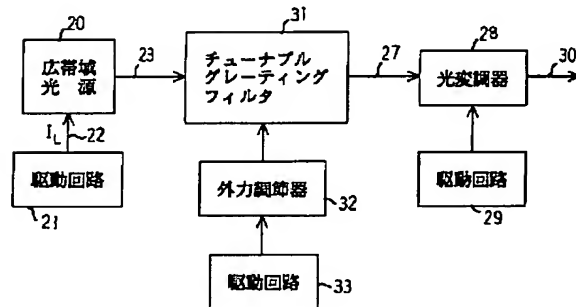 20
広帯域
光 源
23
I_L
22
駆動回路
21
31
チューナブル
グレーティング
フィルタ
27
28
光変調器
30
外力調節器
32
駆動回路
29
駆動回路
33